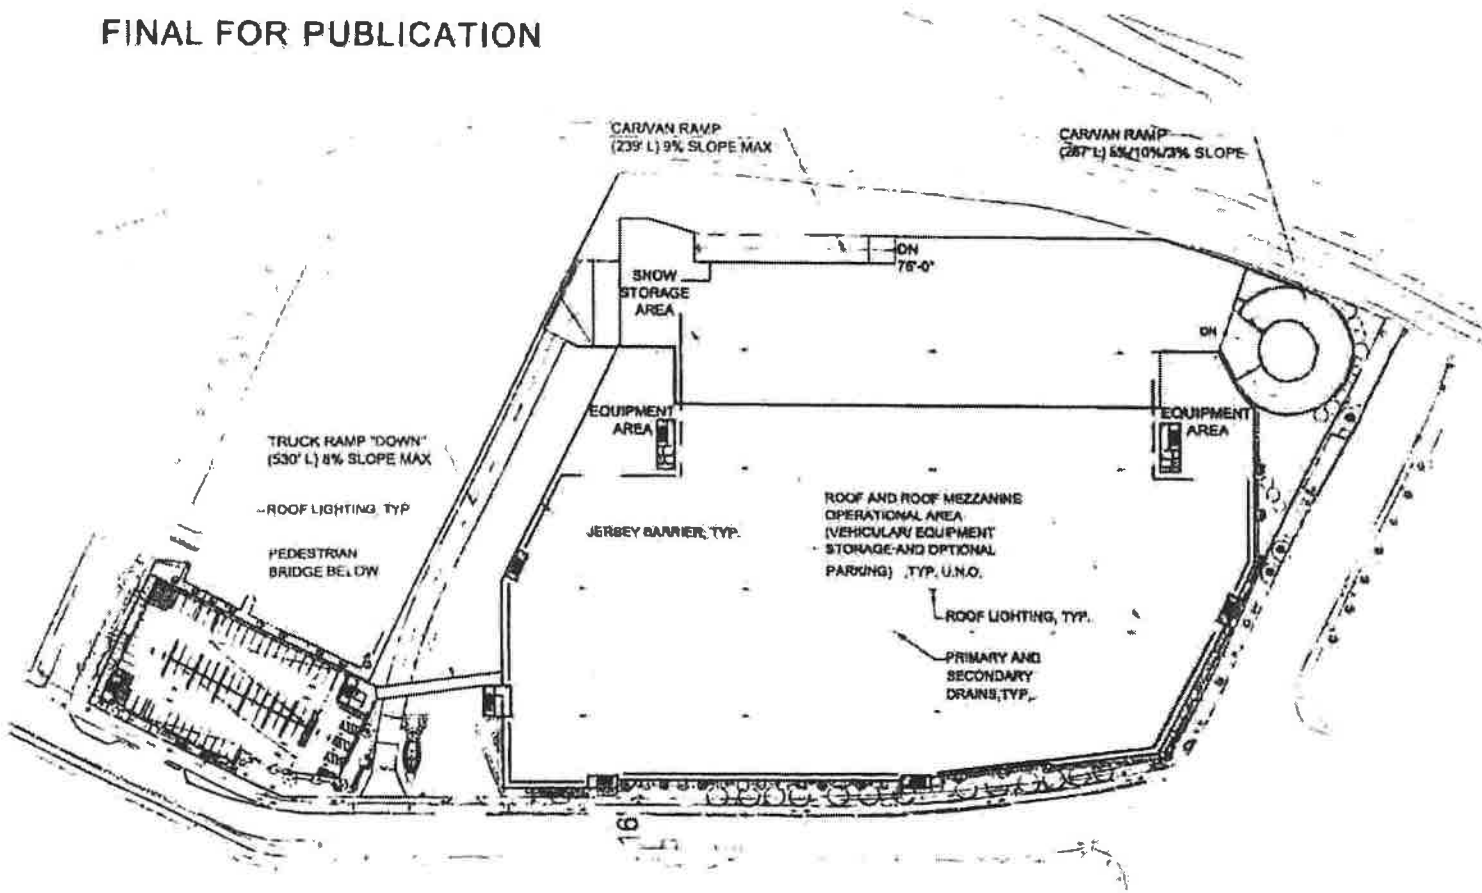 FINAL FOR PUBLICATION
CAR/VAN RAMP
(239' L) 9% SLOPE MAX
CAR/VAN RAMP
SLOPE
DN
76'-0"
SNOW
STORAGE
AREA
DN
EQUIPMENT
AREA
EQUIPMENT
AREA
TRUCK RAMP "DOWN"
(530' L) 8% SLOPE MAX
ROOF LIGHTING, TYP
PEDESTRIAN
BRIDGE BELOW
JERSEY BARRIER, TYP.
ROOF AND ROOF MEZZANINE
OPERATIONAL AREA
(VEHICULAR/ EQUIPMENT
STORAGE AND OPTIONAL
PARKING) , TYP. U.N.O.
ROOF LIGHTING, TYP.
PRIMARY AND
SECONDARY
DRAINS, TYP.
16'